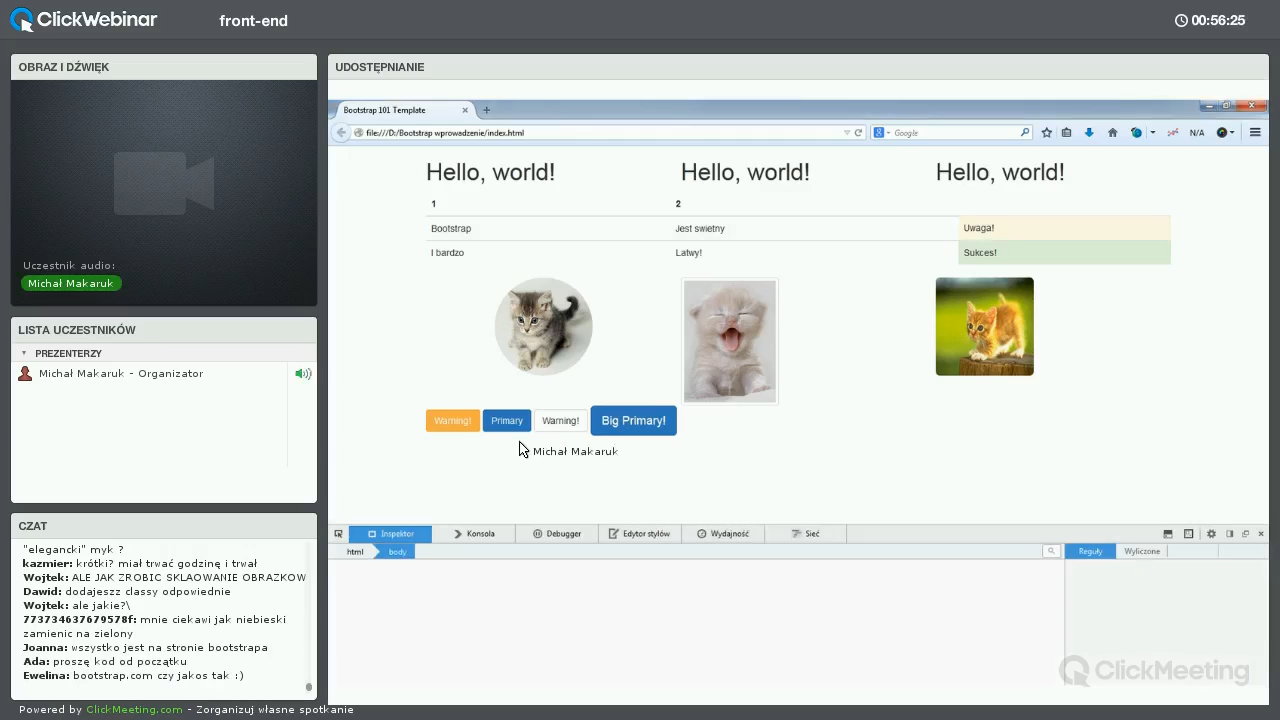 ClickWebinar
front-end
00:56:25
OBRAZ I DŹWIĘK
Uczestnik audio:
Michał Makaruk
LISTA UCZESTNIKÓW
PREZENTERZY
Michał Makaruk - Organizator
CZAT
"elegancki" myk ?
kazmier: krótki? miał trwać godzinę i trwał
Wojtek: ALE JAK ZROBIC SKLAOWANIE OBRAZKOW
Dawid: dodajeszz classy odpowiednie
Wojtek: ale jakie?\
773734637679578f: mnie ciekawi jak niebieski
zamienic na zielony
Joanna: wszystko jest na stronie bootstrapa
Ada: proszę kod od początku
Ewelina: bootstrap.com czy jakos tak :)
UDOSTĘPNIANIE
Bootstrap 101 Template
file:///D:/Bootstrap wprowadzenie/index.html
Google
N/A
Hello, world! Hello, world! Hello, world!
1 2
Bootstrap Jest swietny Uwaga!
I bardzo Latwy! Sukces!
Warning! Primary Warning! Big Primary!
Michał Makaruk
Inspektor Konsola Debugger Edytor stylów Wydajność Sieć
html body Reguły Wyliczone
ClickMeeting
Powered by ClickMeeting.com - Zorganizuj własne spotkanie